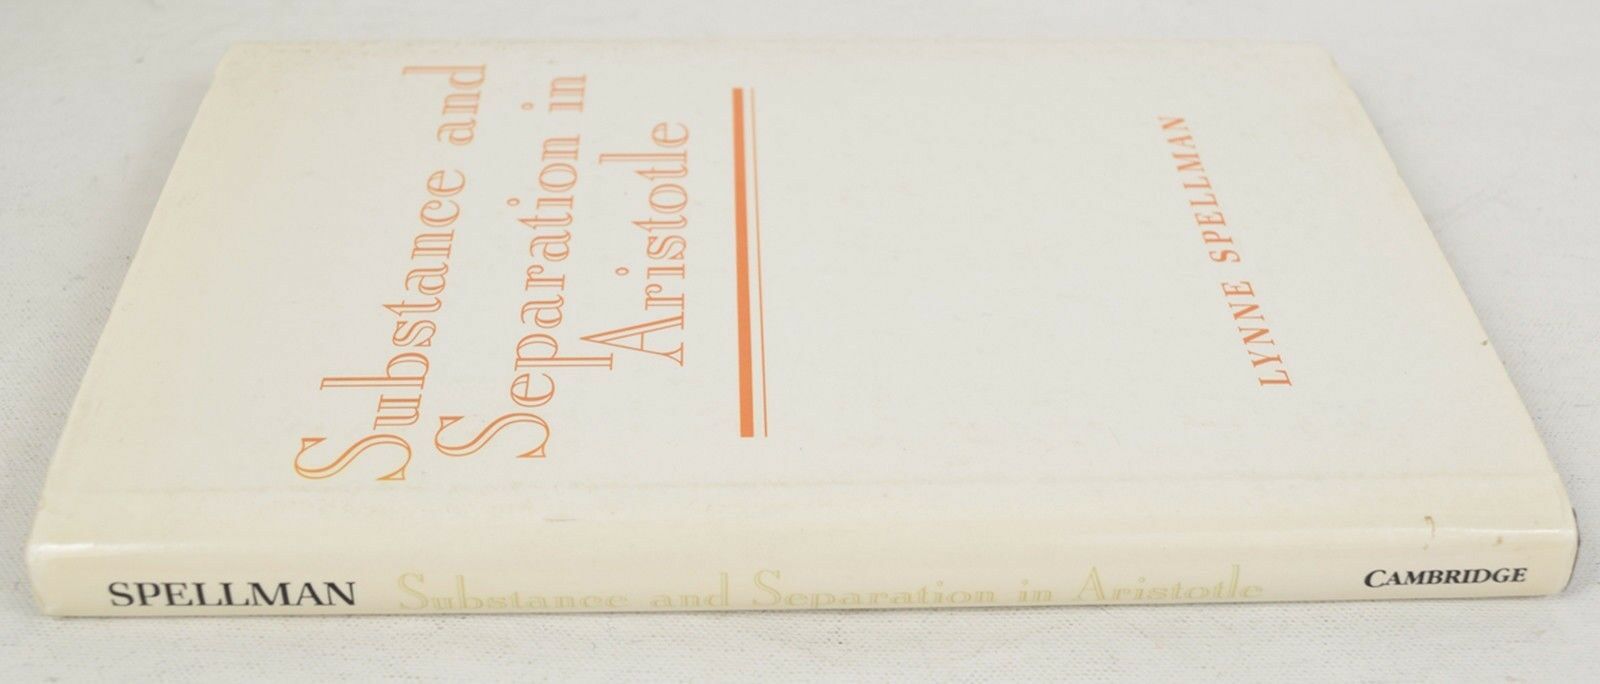 Substance and
Separation in
Aristotle
LYNNE SPELLMAN
SPELLMAN Substance and Separation in Aristotle CAMBRIDGE